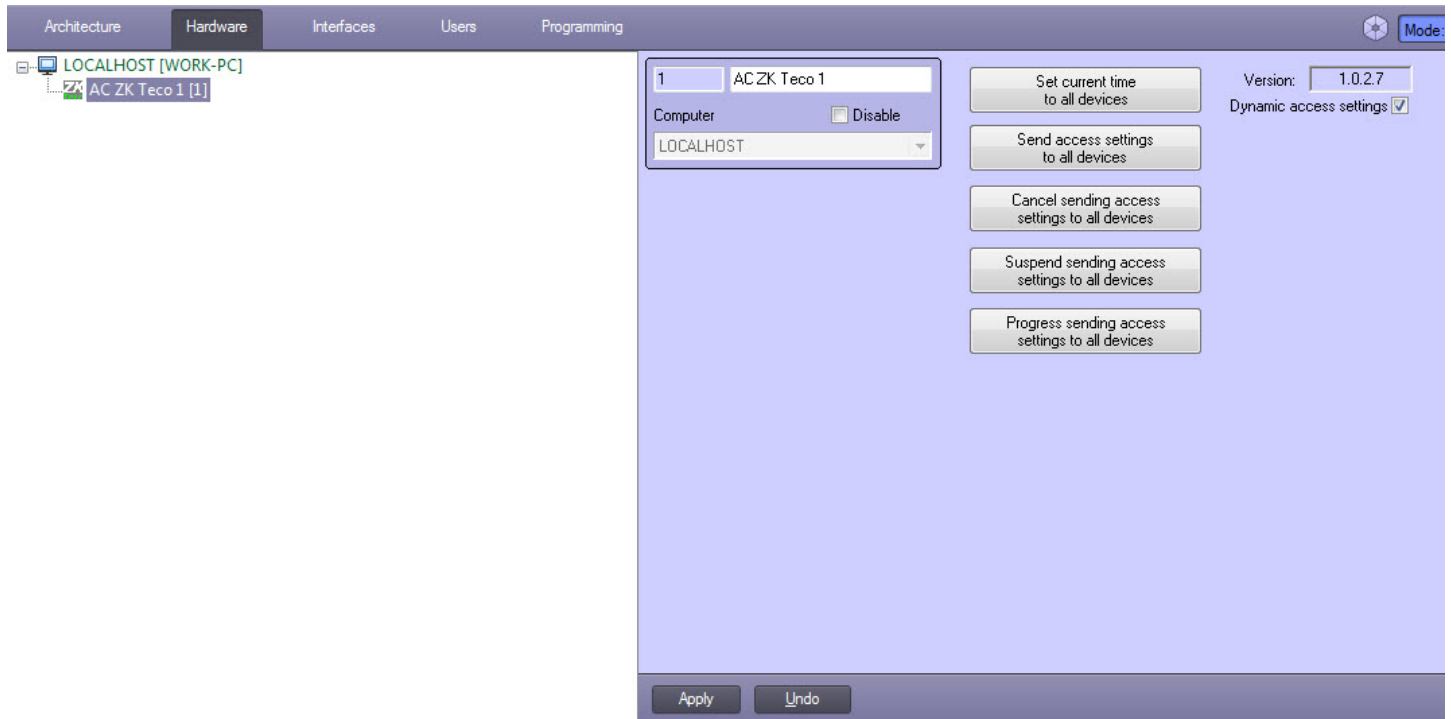 Architecture Hardware Interfaces Users Programming Mode:
LOCALHOST [WORK-PC]
ZK AC ZK Teco 1 [1]
1 AC ZK Teco 1
Computer Disable
LOCALHOST
Set current time
to all devices
Send access settings
to all devices
Cancel sending access
settings to all devices
Suspend sending access
settings to all devices
Progress sending access
settings to all devices
Version: 1.0.2.7
Dynamic access settings
Apply Undo